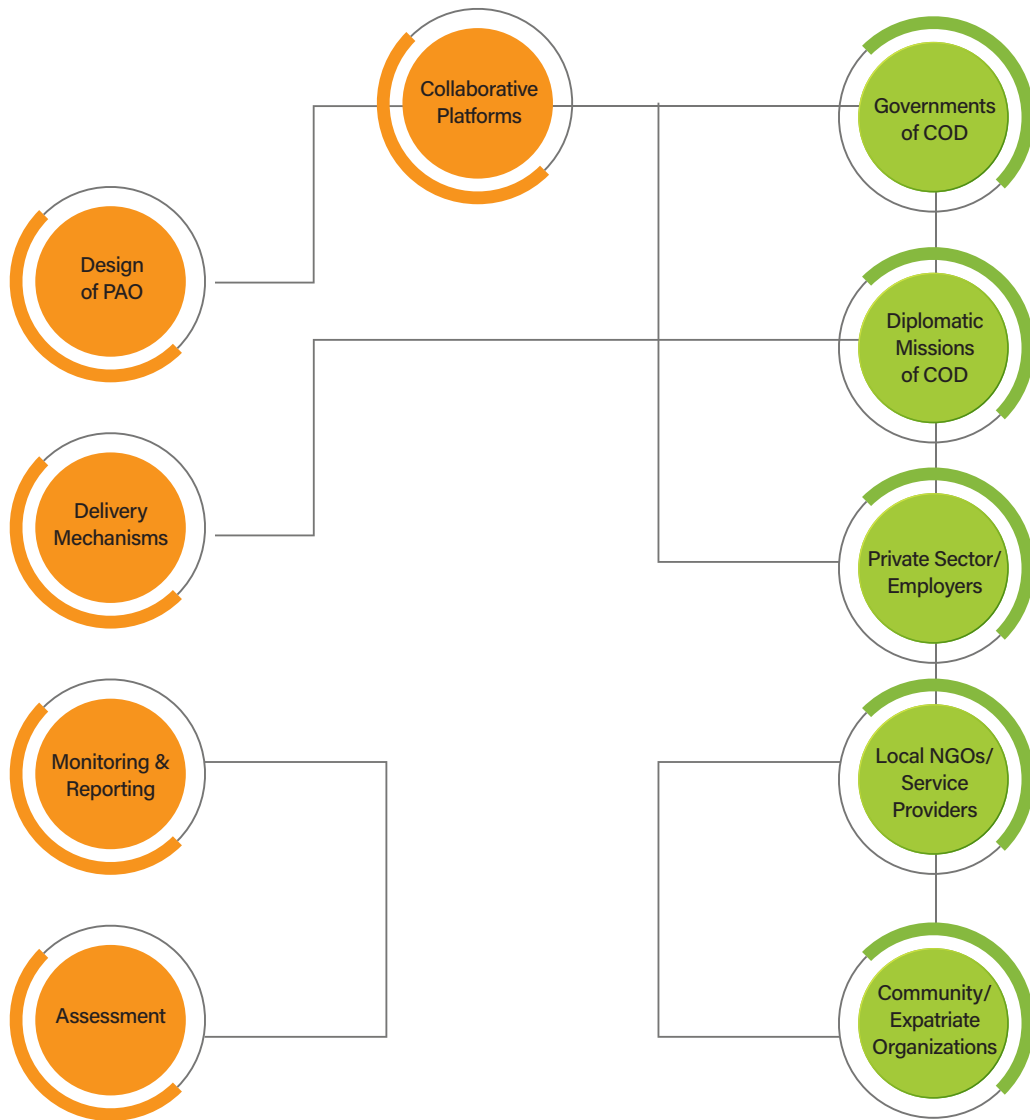 Collaborative
Platforms
Governments
of COD
Design
of PAO
Diplomatic
Missions
of COD
Delivery
Mechanisms
Private Sector/
Employers
Monitoring &
Reporting
Local NGOs/
Service
Providers
Assessment
Community/
Expatriate
Organizations